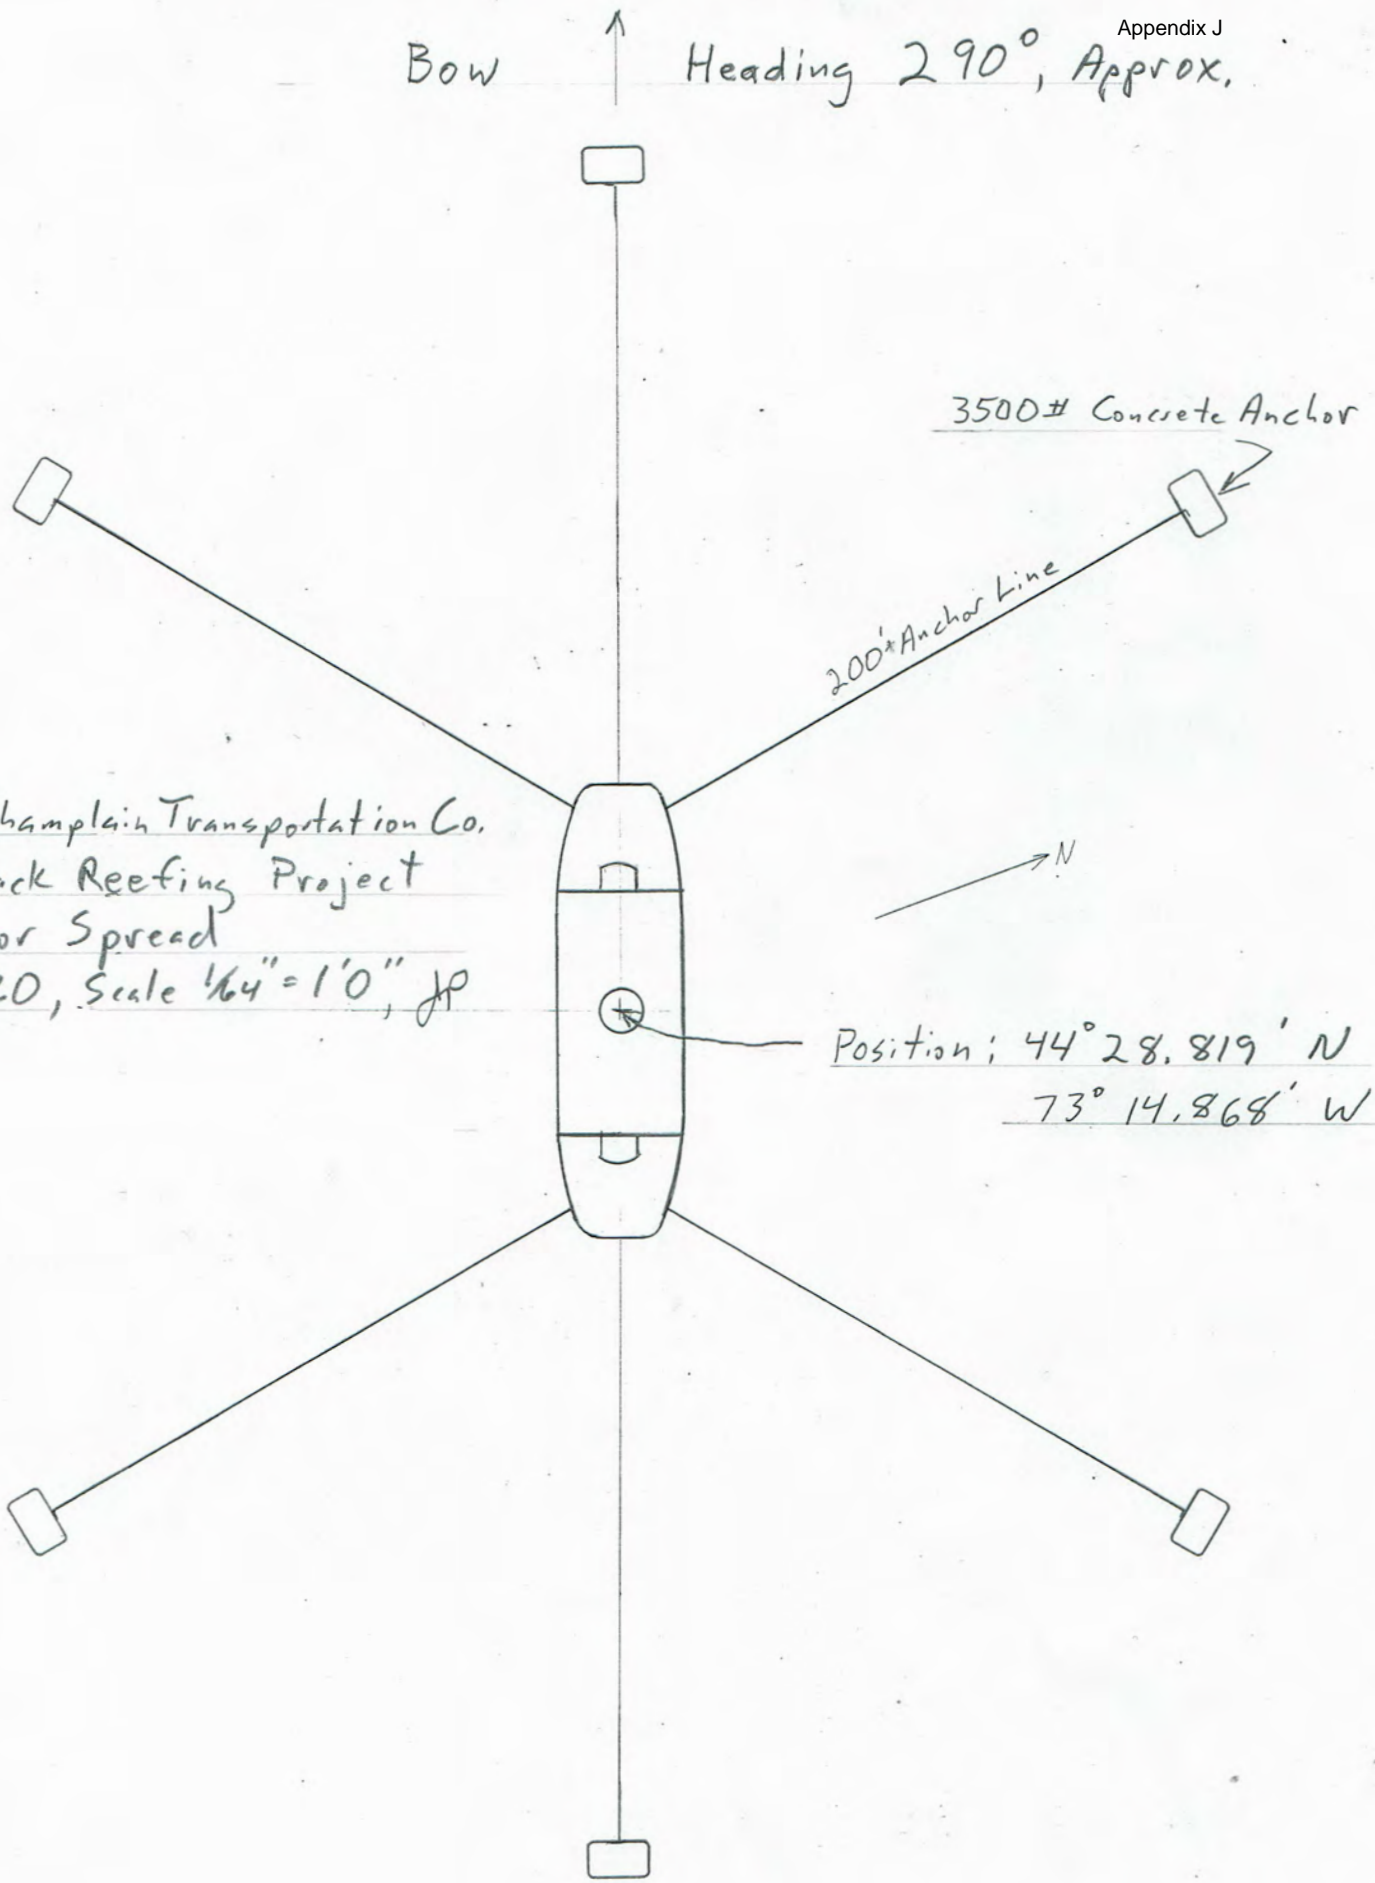 Appendix J
Bow Heading 290°, Approx.
3500# Concrete Anchor
200'± Anchor Line
hamplain Transportation Co.
ck Reefing Project
or Spread
20, Scale 1/64" = 1'0", JP
N
Position: 44° 28.819' N
73° 14.868' W